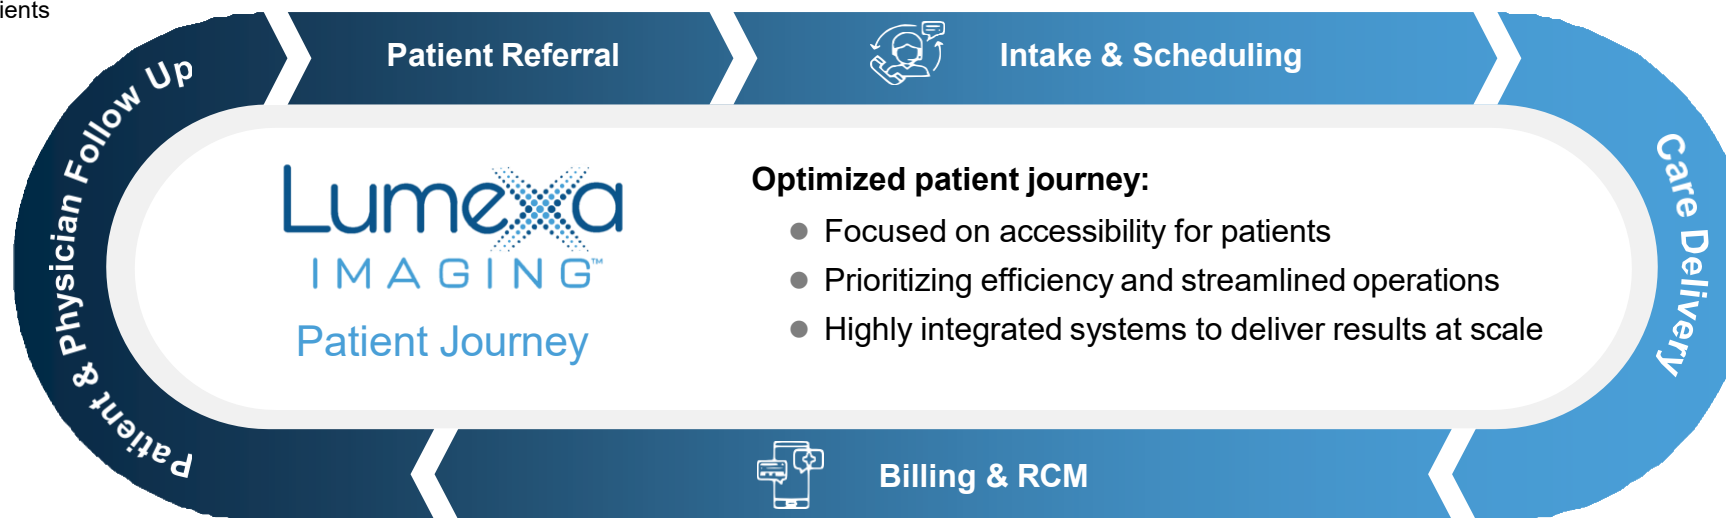 ients
Patient Referral
Intake & Scheduling
Care Delivery
Billing & RCM
Patient & Physician Follow Up
Lumexa
IMAGING™
Patient Journey
Optimized patient journey:
Focused on accessibility for patients
Prioritizing efficiency and streamlined operations
Highly integrated systems to deliver results at scale